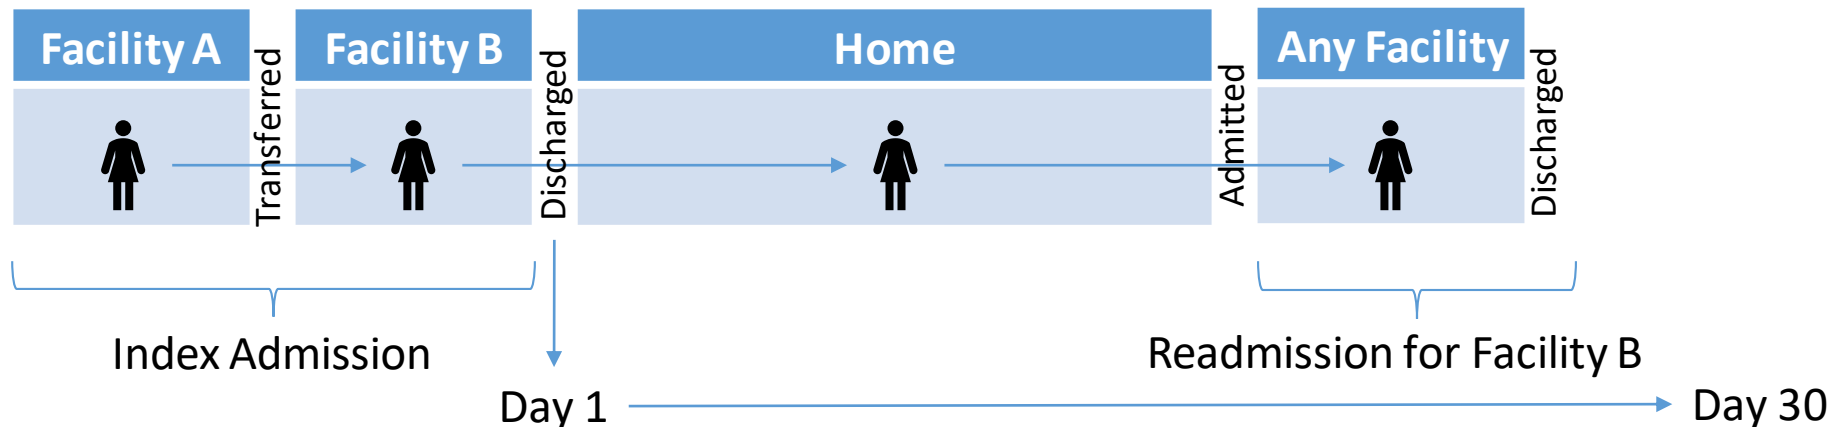 Facility A
Transferred
Facility B
Discharged
Home
Admitted
Any Facility
Discharged
Index Admission
Readmission for Facility B
Day 1
Day 30